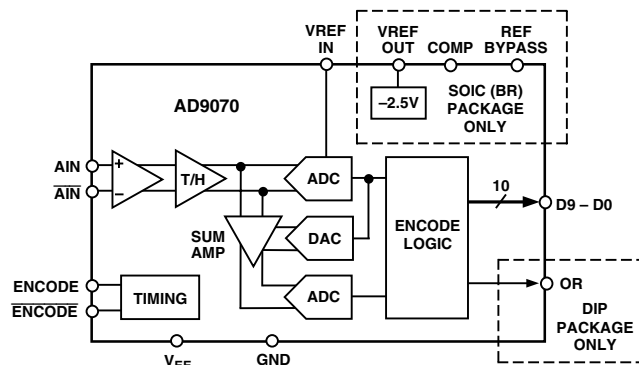 VREF IN
VREF OUT
COMP
REF BYPASS
–2.5V
SOIC (BR) PACKAGE ONLY
AD9070
AIN
AIN
+
–
T/H
ADC
SUM AMP
DAC
ADC
ENCODE LOGIC
10
D9 – D0
OR
DIP PACKAGE ONLY
ENCODE
ENCODE
TIMING
VEE
GND